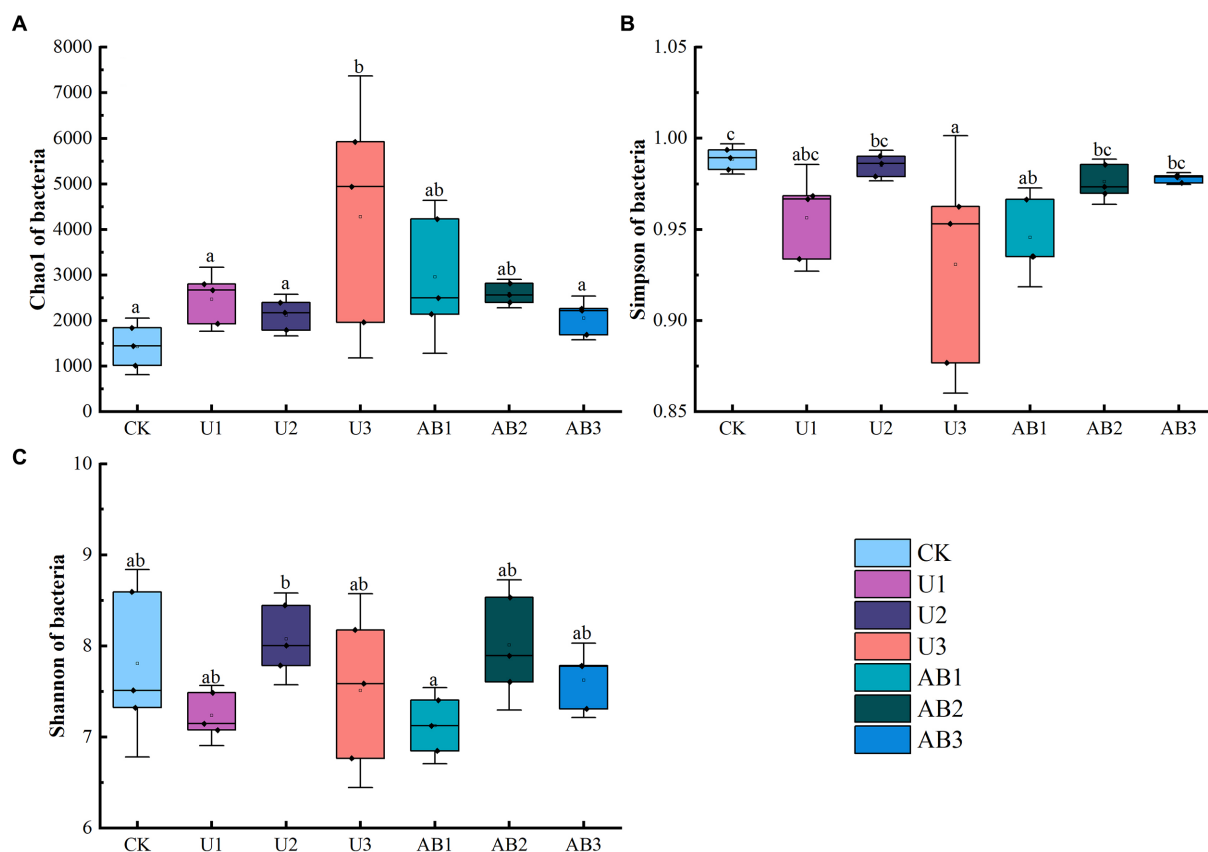 A
B
Chao1 of bacteria
8000
7000
6000
5000
4000
3000
2000
1000
0
a
a
a
b
ab
ab
a
CK U1 U2 U3 AB1 AB2 AB3
Simpson of bacteria
1.05
1.00
0.95
0.90
0.85
c
abc
bc
a
ab
bc
bc
CK U1 U2 U3 AB1 AB2 AB3
C
Shannon of bacteria
10
9
8
7
6
ab
ab
b
ab
a
ab
ab
CK U1 U2 U3 AB1 AB2 AB3
CK
U1
U2
U3
AB1
AB2
AB3